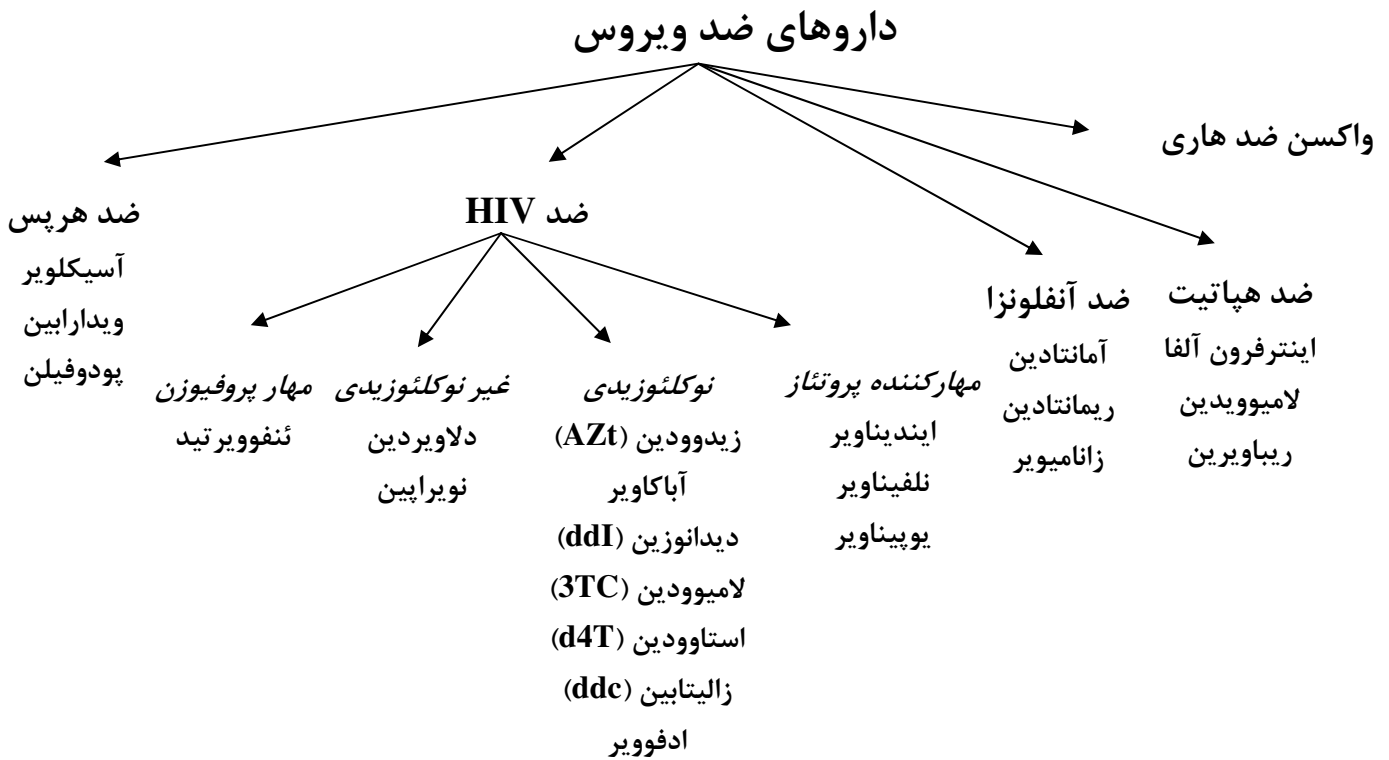 داروهای ضد ویروس
واکسن ضد هاری
ضد هپاتیت
اینترفرون آلفا
لامیوویدین
ریباویرین
ضد آنفلونزا
آمانتادین
ریمانتادین
زانامیویر
ضد HIV
مهارکننده پروتئاز
ایندیناویر
نلفیناویر
یوپیناویر
نوکلئوزیدی
زیدوودین (AZt)
آباکاویر
دیدانوزین (ddI)
لامیوودین (3TC)
استاوودین (d4T)
زالیتابین (ddc)
ادفوویر
غیر نوکلئوزیدی
دلاویردین
نویراپین
مهار پروفیوزن
ئنفوویرتید
ضد هرپس
آسیکلویر
ویدارابین
پودوفیلن